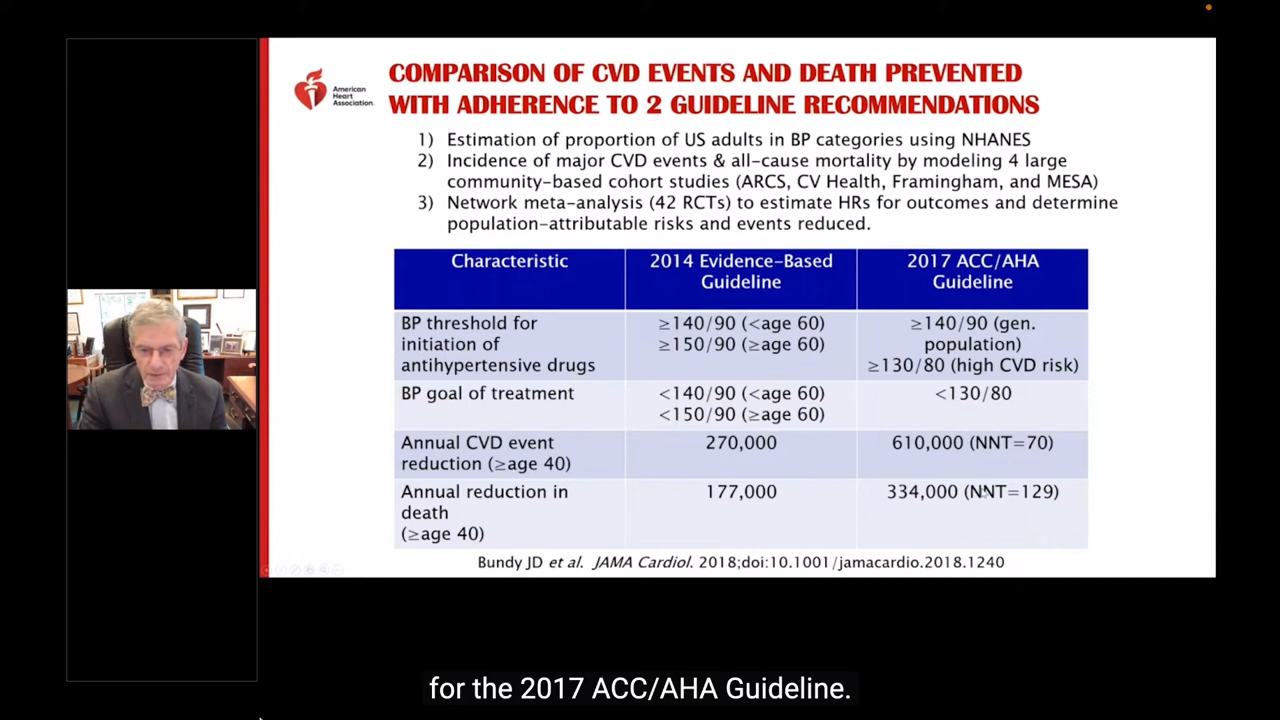 American
Heart
Association.
COMPARISON OF CVD EVENTS AND DEATH PREVENTED
WITH ADHERENCE TO 2 GUIDELINE RECOMMENDATIONS
1) Estimation of proportion of US adults in BP categories using NHANES
2) Incidence of major CVD events & all-cause mortality by modeling 4 large
community-based cohort studies (ARCS, CV Health, Framingham, and MESA)
3) Network meta-analysis (42 RCTs) to estimate HRs for outcomes and determine
population-attributable risks and events reduced.
Characteristic
2014 Evidence-Based
Guideline
2017 ACC/AHA
Guideline
BP threshold for
initiation of
antihypertensive drugs
≥140/90 (<age 60)
≥150/90 (≥age 60)
≥140/90 (gen.
population)
≥130/80 (high CVD risk)
BP goal of treatment
<140/90 (<age 60)
<150/90 (≥age 60)
<130/80
Annual CVD event
reduction (≥age 40)
270,000
610,000 (NNT=70)
Annual reduction in
death
(≥age 40)
177,000
334,000 (NNT=129)
Bundy JD et al. JAMA Cardiol. 2018;doi:10.1001/jamacardio.2018.1240
for the 2017 ACC/AHA Guideline.